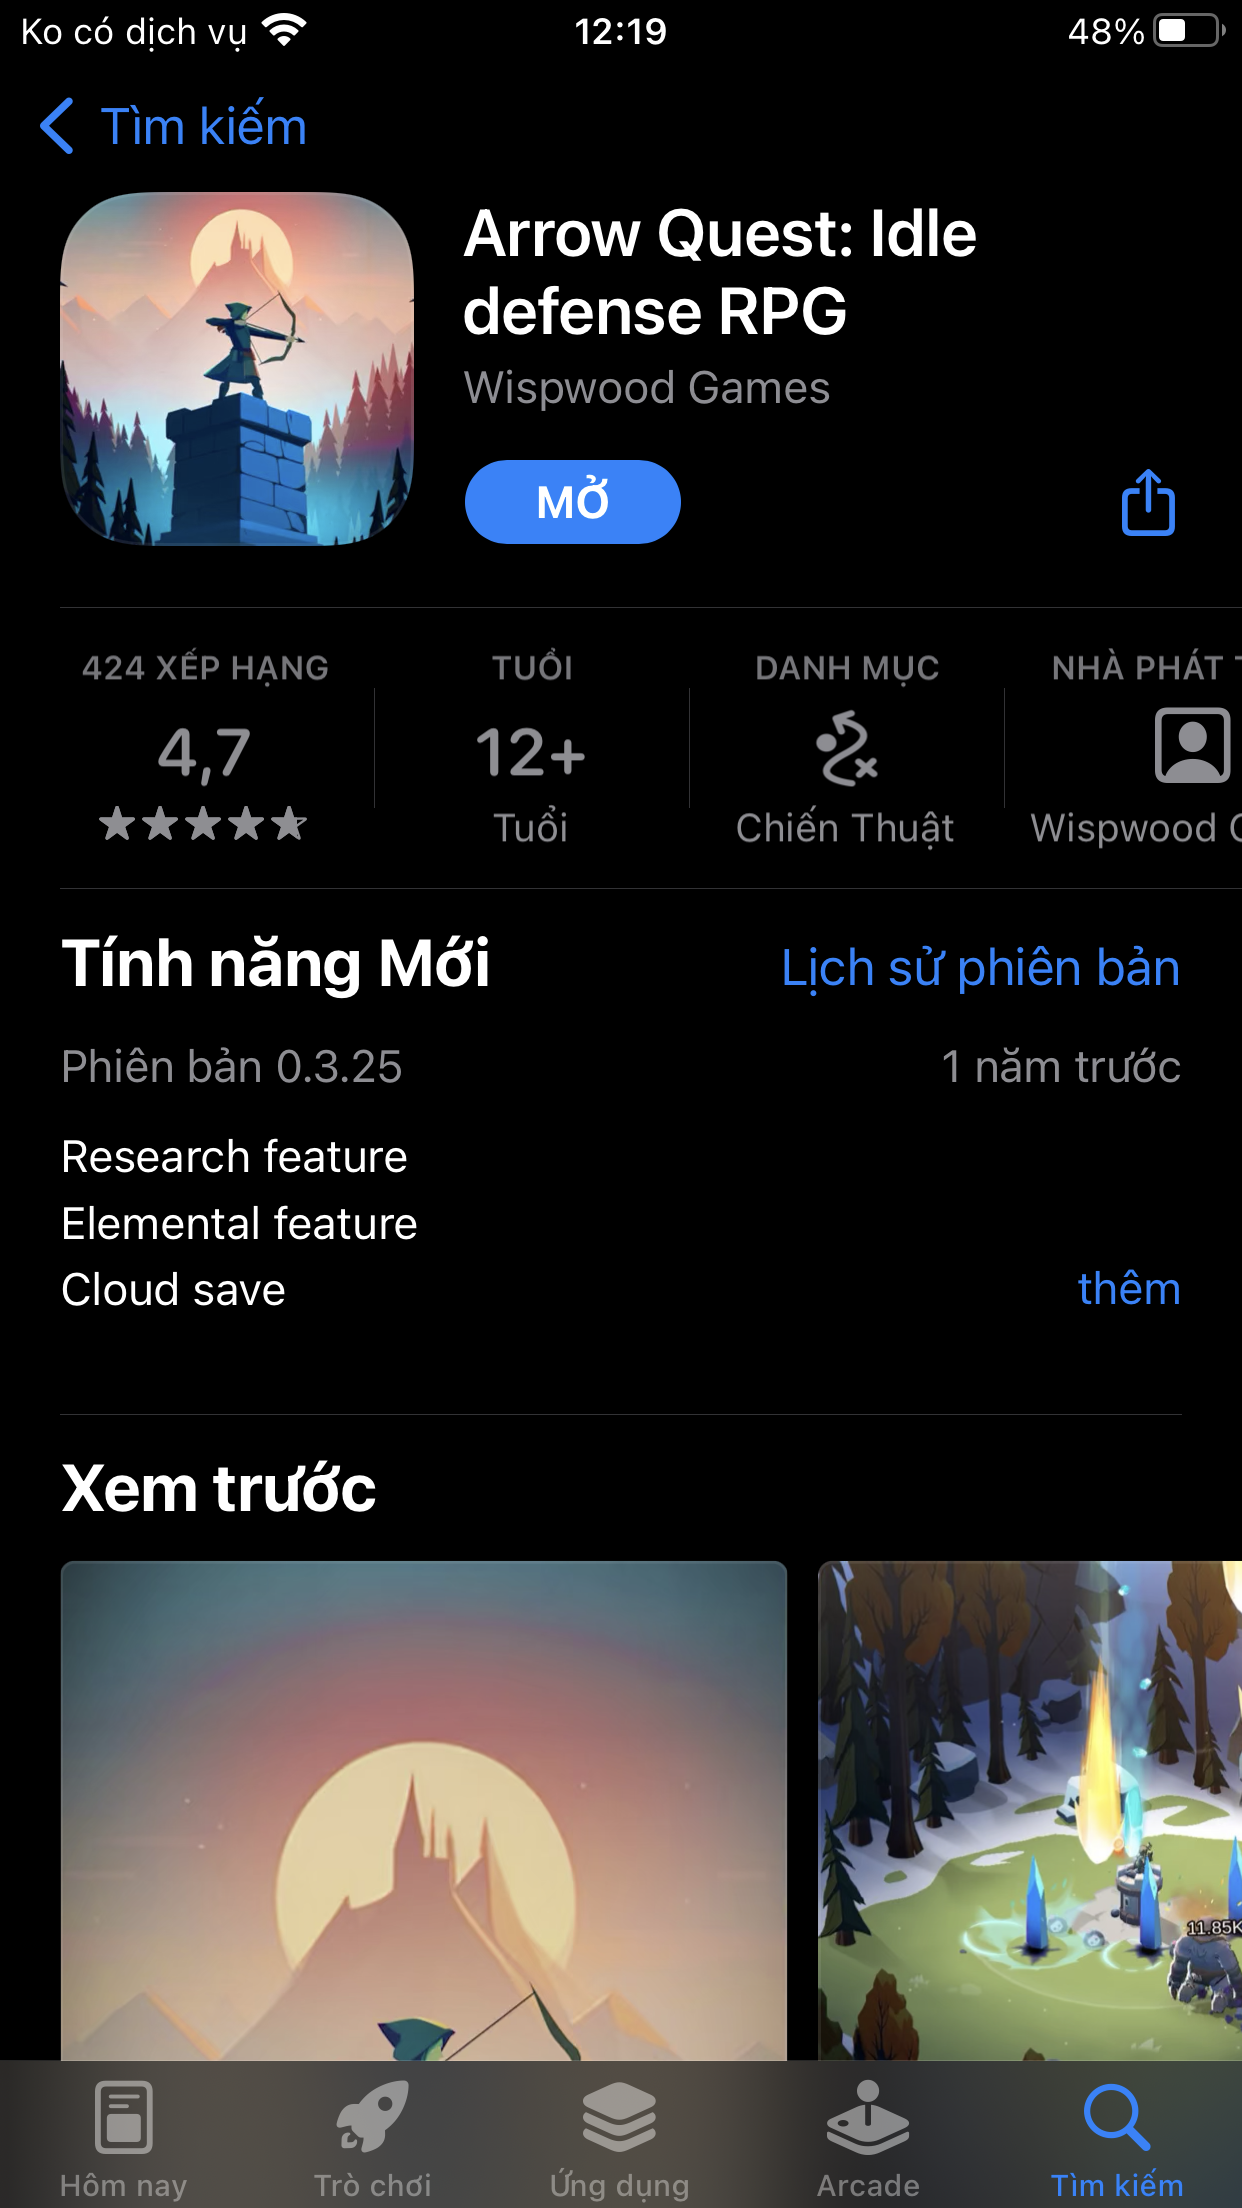 Ko có dịch vụ 12:19 48%
Tìm kiếm
Arrow Quest: Idle
defense RPG
Wispwood Games
MỞ
424 XẾP HẠNG TUỔI DANH MỤC NHÀ PHÁT
4,7 12+
Tuổi Chiến Thuật Wispwood
Tính năng Mới Lịch sử phiên bản
Phiên bản 0.3.25 1 năm trước
Research feature
Elemental feature
Cloud save thêm
Xem trước
11.85K
Hôm nay Trò chơi Ứng dụng Arcade Tìm kiếm